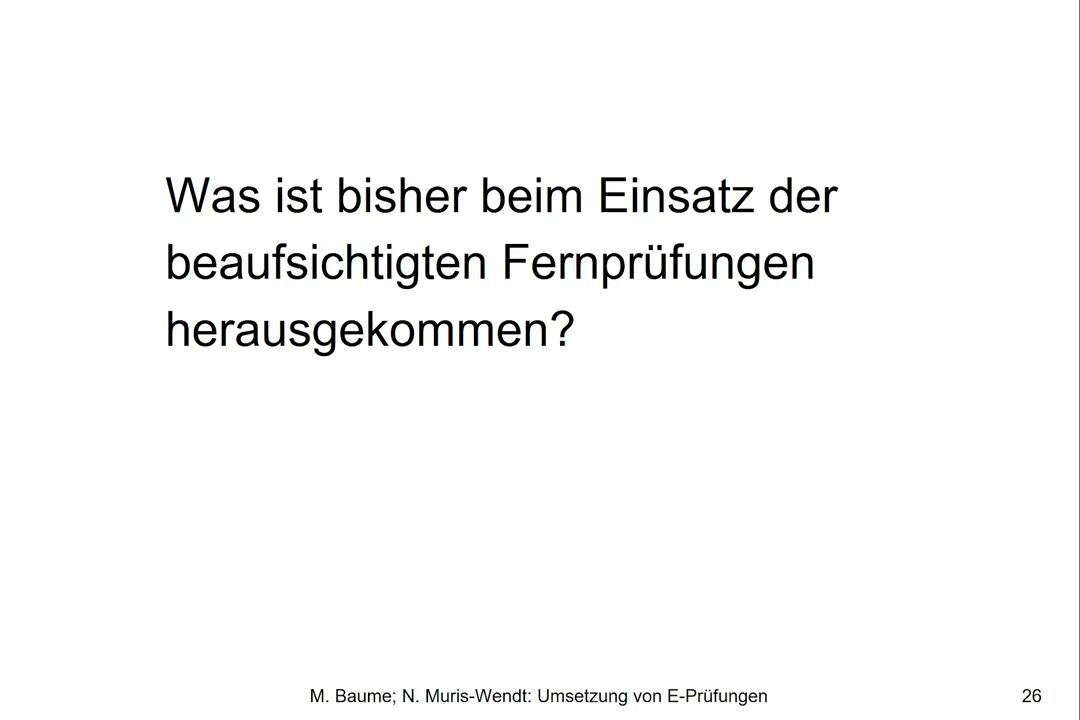 Was ist bisher beim Einsatz der
beaufsichtigten Fernprüfungen
herausgekommen?
M. Baume; N. Muris-Wendt: Umsetzung von E-Prüfungen
26